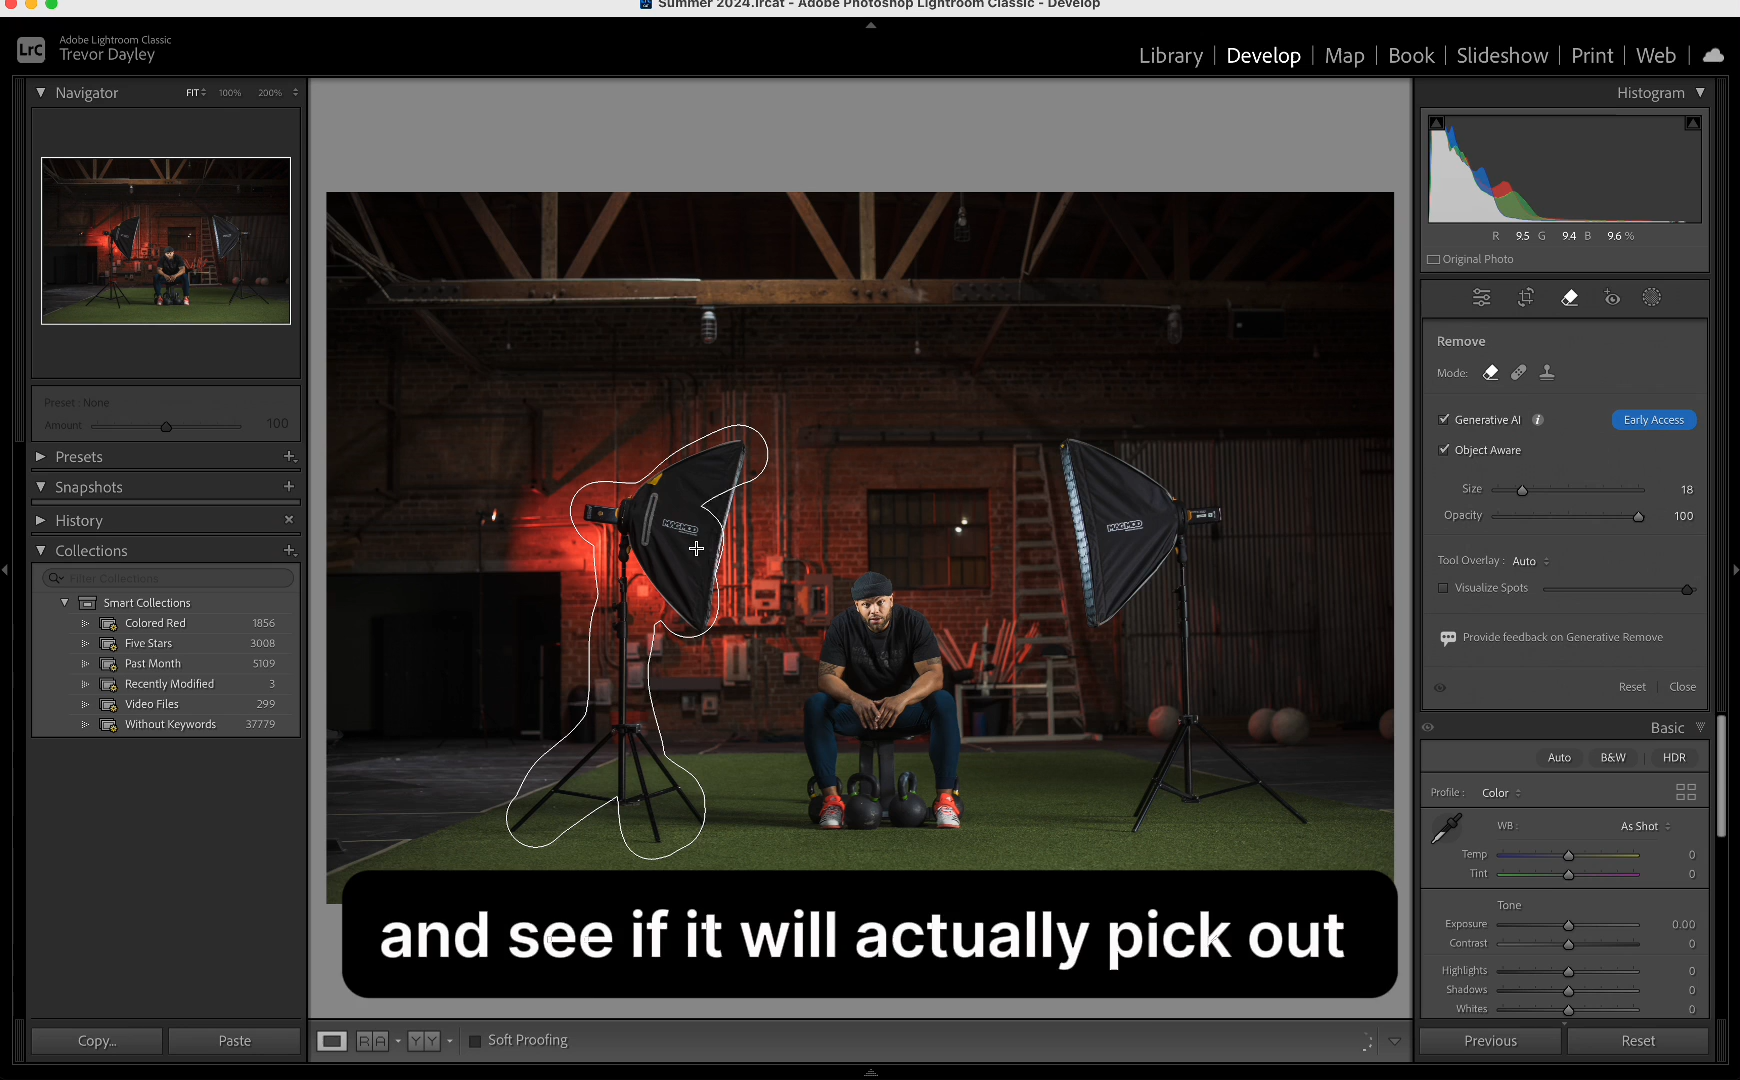 Summer 2024.lrcat - Adobe Photoshop Lightroom Classic - Develop
LrC
Adobe Lightroom Classic
Trevor Dayley
Library | Develop | Map | Book | Slideshow | Print | Web
Navigator
FIT 100% 200%
Preset : None
Amount 100
Presets
Snapshots
History
Collections
Filter Collections
Smart Collections
Colored Red 1856
Five Stars 3008
Past Month 5109
Recently Modified 3
Video Files 299
Without Keywords 37779
Copy...
Paste
MAGMOD
MAGMOD
and see if it will actually pick out
R A
Y Y
Soft Proofing
Histogram
R 9.5 G 9.4 B 9.6 %
Original Photo
Remove
Mode:
Generative AI
Early Access
Object Aware
Size 18
Opacity 100
Tool Overlay : Auto
Visualize Spots
Provide feedback on Generative Remove
Reset | Close
Basic
Auto B&W | HDR
Profile : Color
WB : As Shot
Temp 0
Tint 0
Tone
Exposure 0.00
Contrast 0
Highlights 0
Shadows 0
Whites 0
Previous
Reset